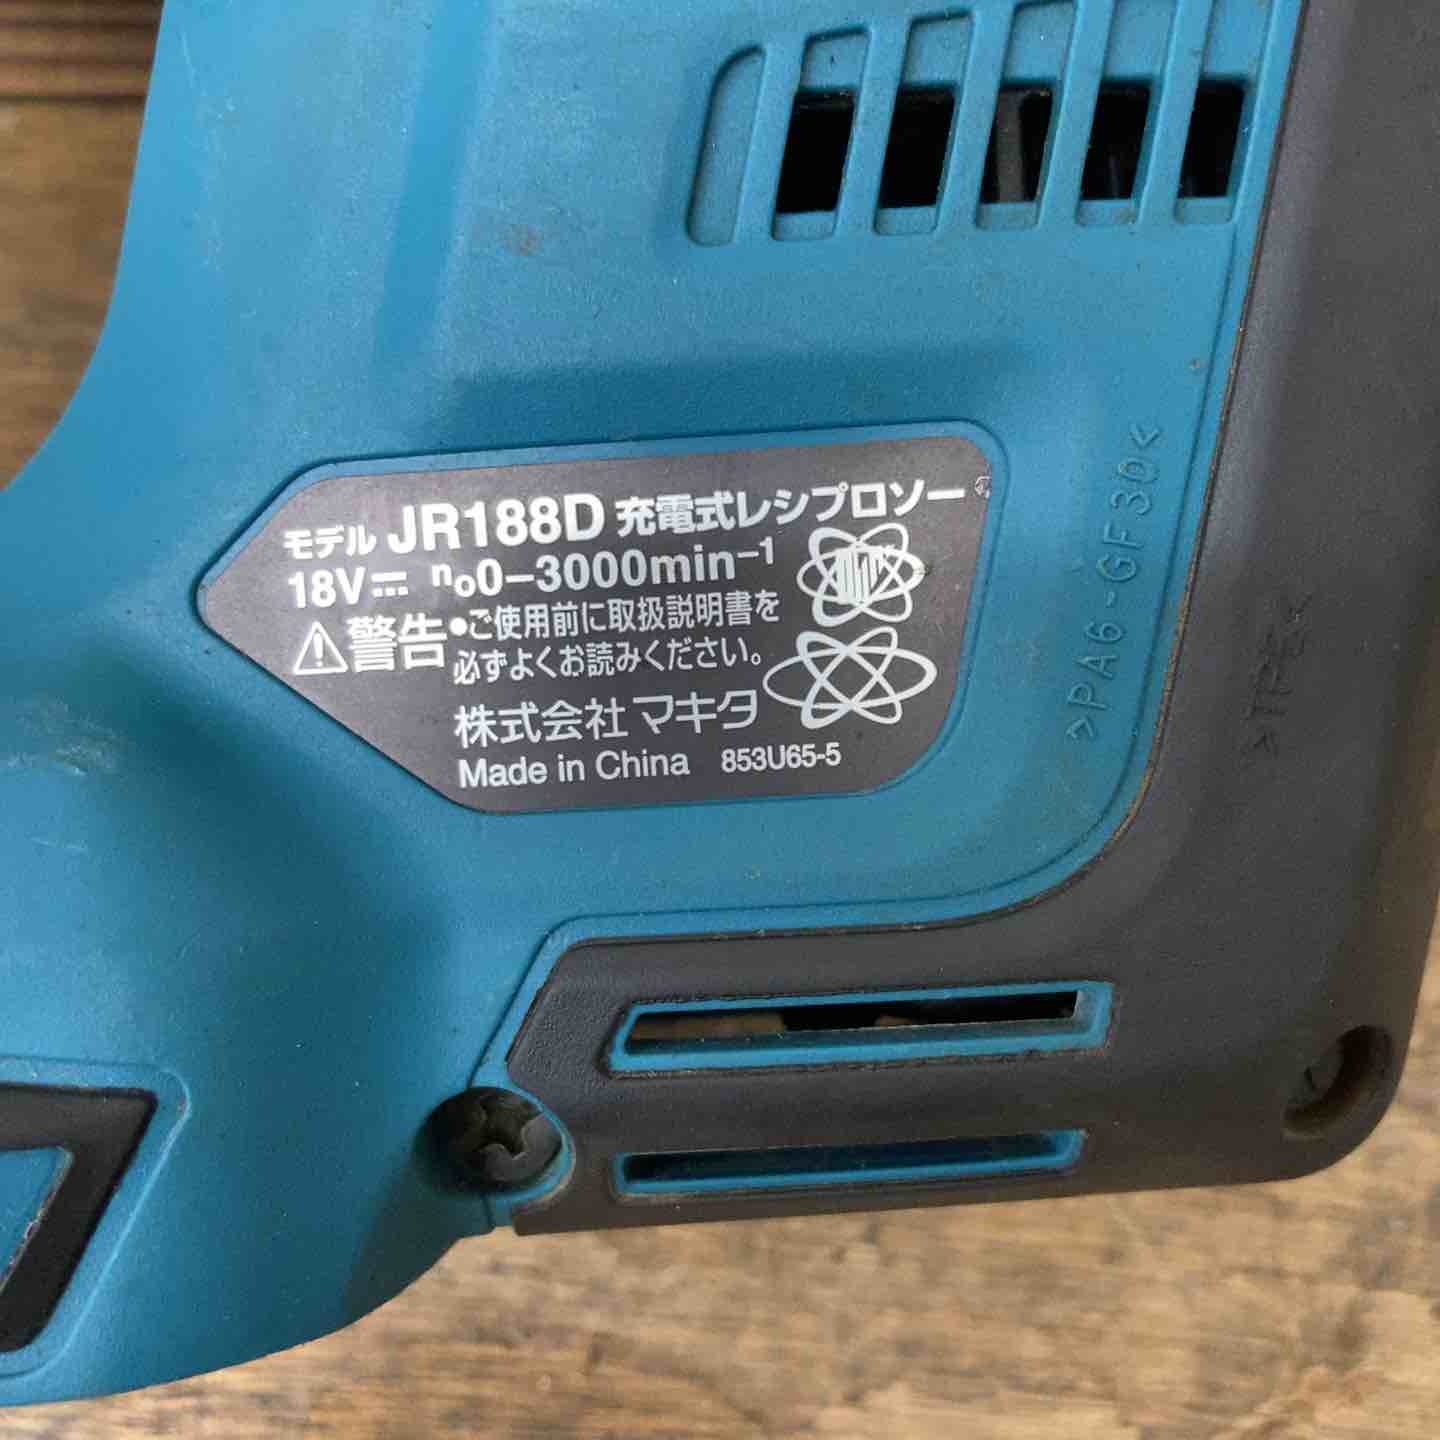 モデル JR188D 充電式レシプロソー
18V⎓ n₀0-3000min⁻¹
⚠警告 •ご使用前に取扱説明書を
必ずよくお読みください。
株式会社マキタ
Made in China 853U65-5
>PA6-GF30<